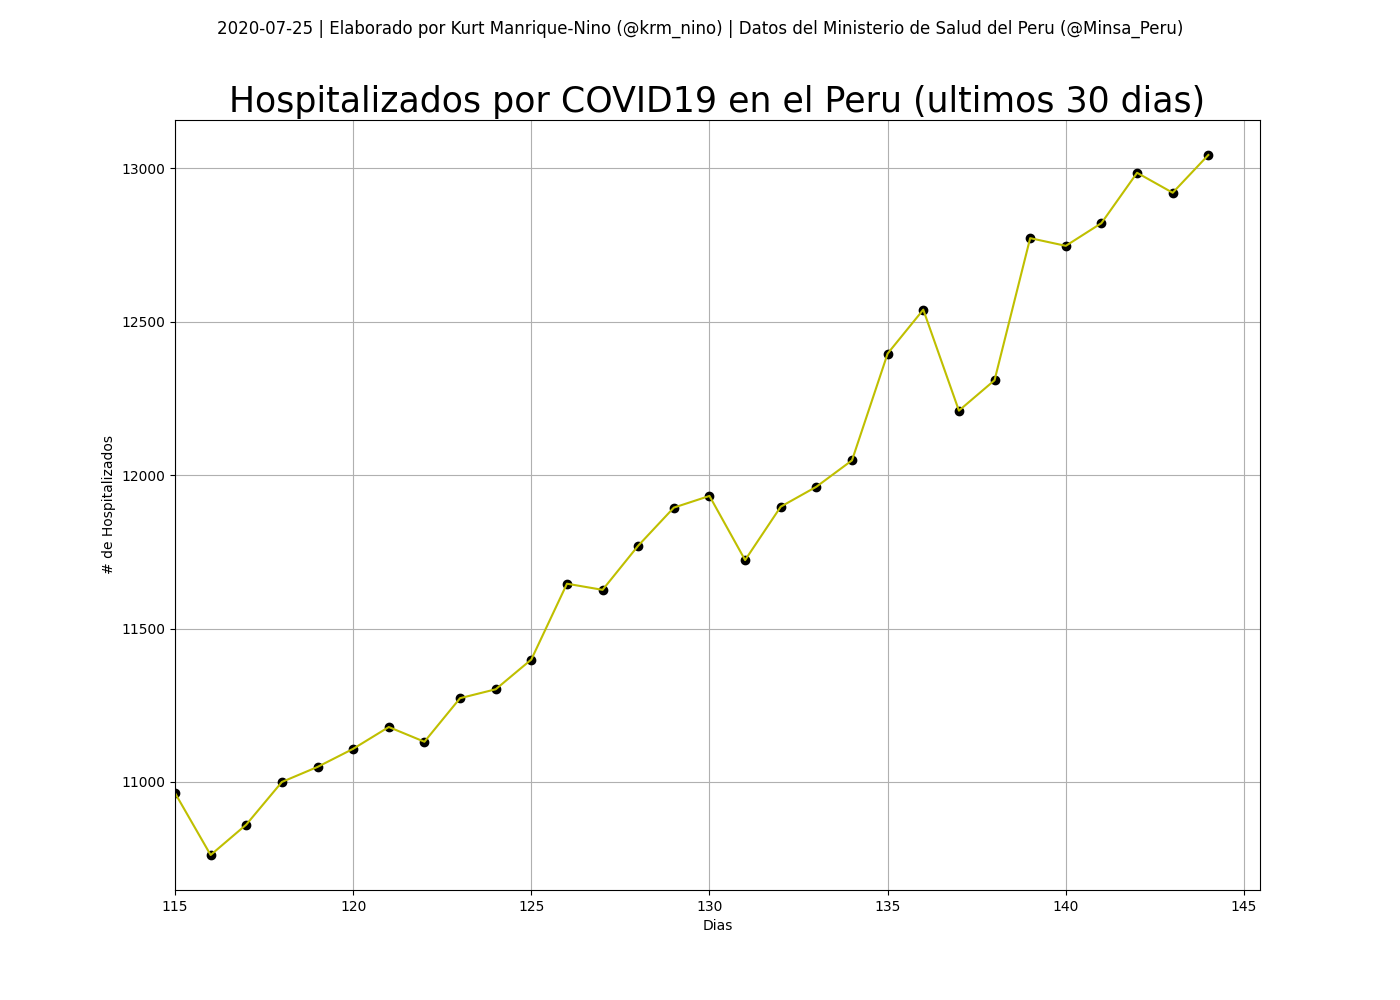 2020-07-25 | Elaborado por Kurt Manrique-Nino (@krm_nino) | Datos del Ministerio de Salud del Peru (@Minsa_Peru)
Hospitalizados por COVID19 en el Peru (ultimos 30 dias)
13000
12500
12000
11500
11000
# de Hospitalizados
115 120 125 130 135 140 145
Dias